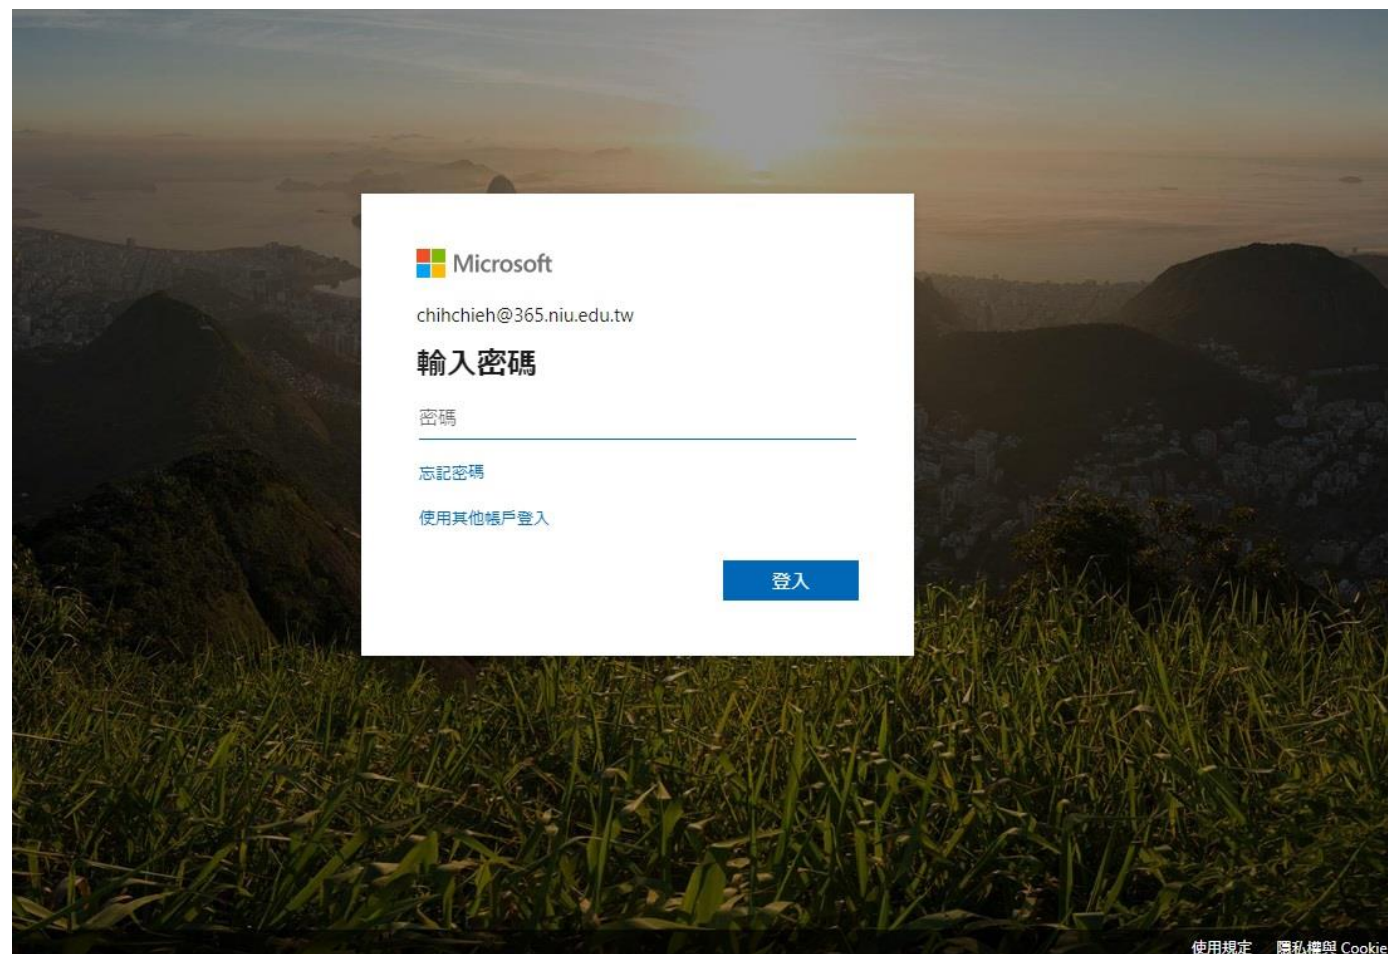 Microsoft
chihchieh@365.niu.edu.tw
輸入密碼
密碼
忘記密碼
使用其他帳戶登入
登入
使用規定 隱私權與 Cookie